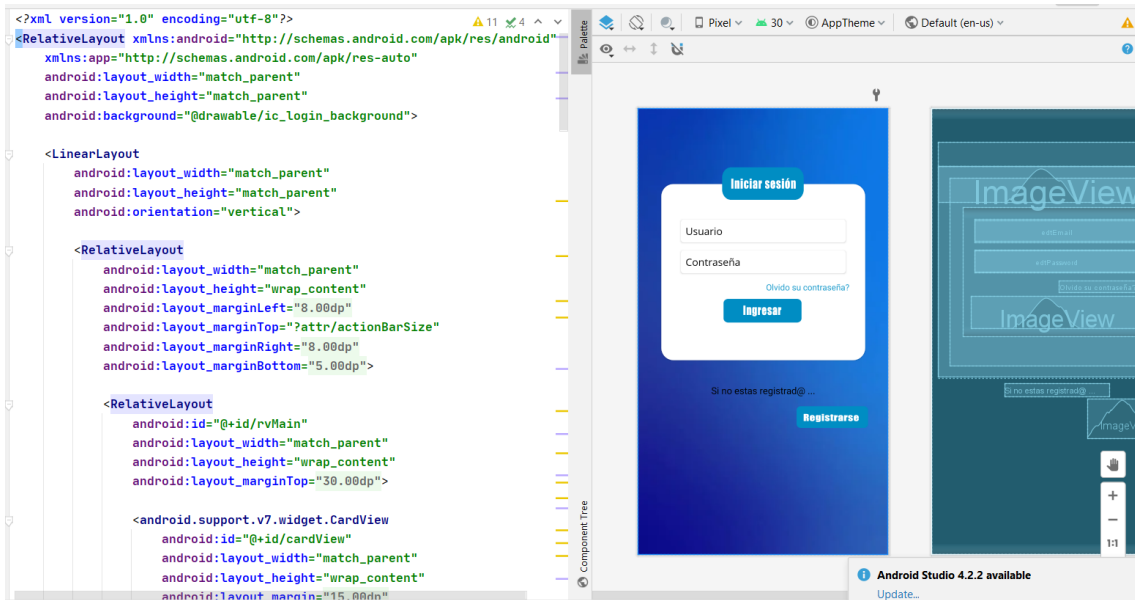 <?xml version="1.0" encoding="utf-8"?>
11 4
<RelativeLayout xmlns:android="http://schemas.android.com/apk/res/android"
xmlns:app="http://schemas.android.com/apk/res-auto"
android:layout_width="match_parent"
android:layout_height="match_parent"
android:background="@drawable/ic_login_background">
<LinearLayout
android:layout_width="match_parent"
android:layout_height="match_parent"
android:orientation="vertical">
<RelativeLayout
android:layout_width="match_parent"
android:layout_height="wrap_content"
android:layout_marginLeft="8.00dp"
android:layout_marginTop="?attr/actionBarSize"
android:layout_marginRight="8.00dp"
android:layout_marginBottom="5.00dp">
<RelativeLayout
android:id="@+id/rvMain"
android:layout_width="match_parent"
android:layout_height="wrap_content"
android:layout_marginTop="30.00dp">
<android.support.v7.widget.CardView
android:id="@+id/cardView"
android:layout_width="match_parent"
android:layout_height="wrap_content"
android:layout_margin="15.00dp"
Palette
Component Tree
Pixel 30 AppTheme Default (en-us)
Iniciar sesión
Usuario
Contraseña
Olvido su contraseña?
Ingresar
Si no estas registrad@ ...
Registrarse
ImageView
edtEmail
edtPassword
Olvido su contraseña?
ImageView
Si no estas registrad@ ...
ImageV
1:1
Android Studio 4.2.2 available
Update...